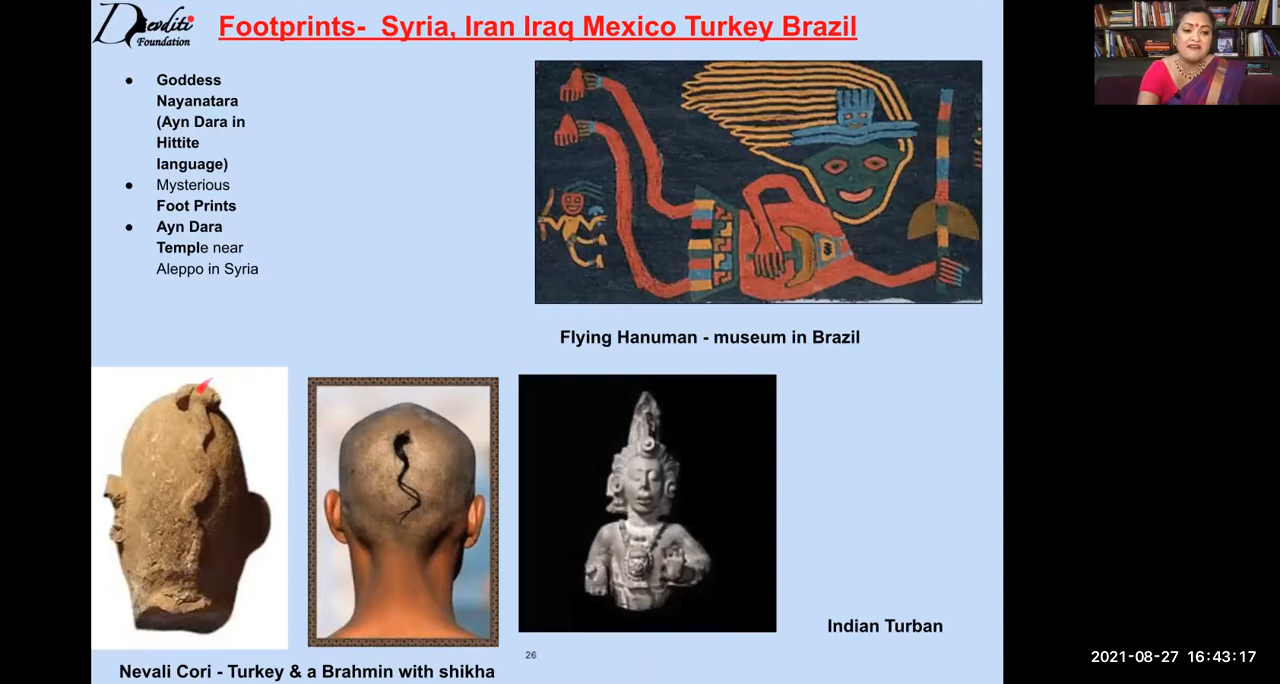 Devditi
Foundation
Footprints-  Syria, Iran Iraq Mexico Turkey Brazil
● Goddess
Nayanatara
(Ayn Dara in
Hittite
language)
● Mysterious
Foot Prints
● Ayn Dara
Temple near
Aleppo in Syria
Flying Hanuman - museum in Brazil
Indian Turban
26
Nevali Cori - Turkey & a Brahmin with shikha
2021-08-27 16:43:17